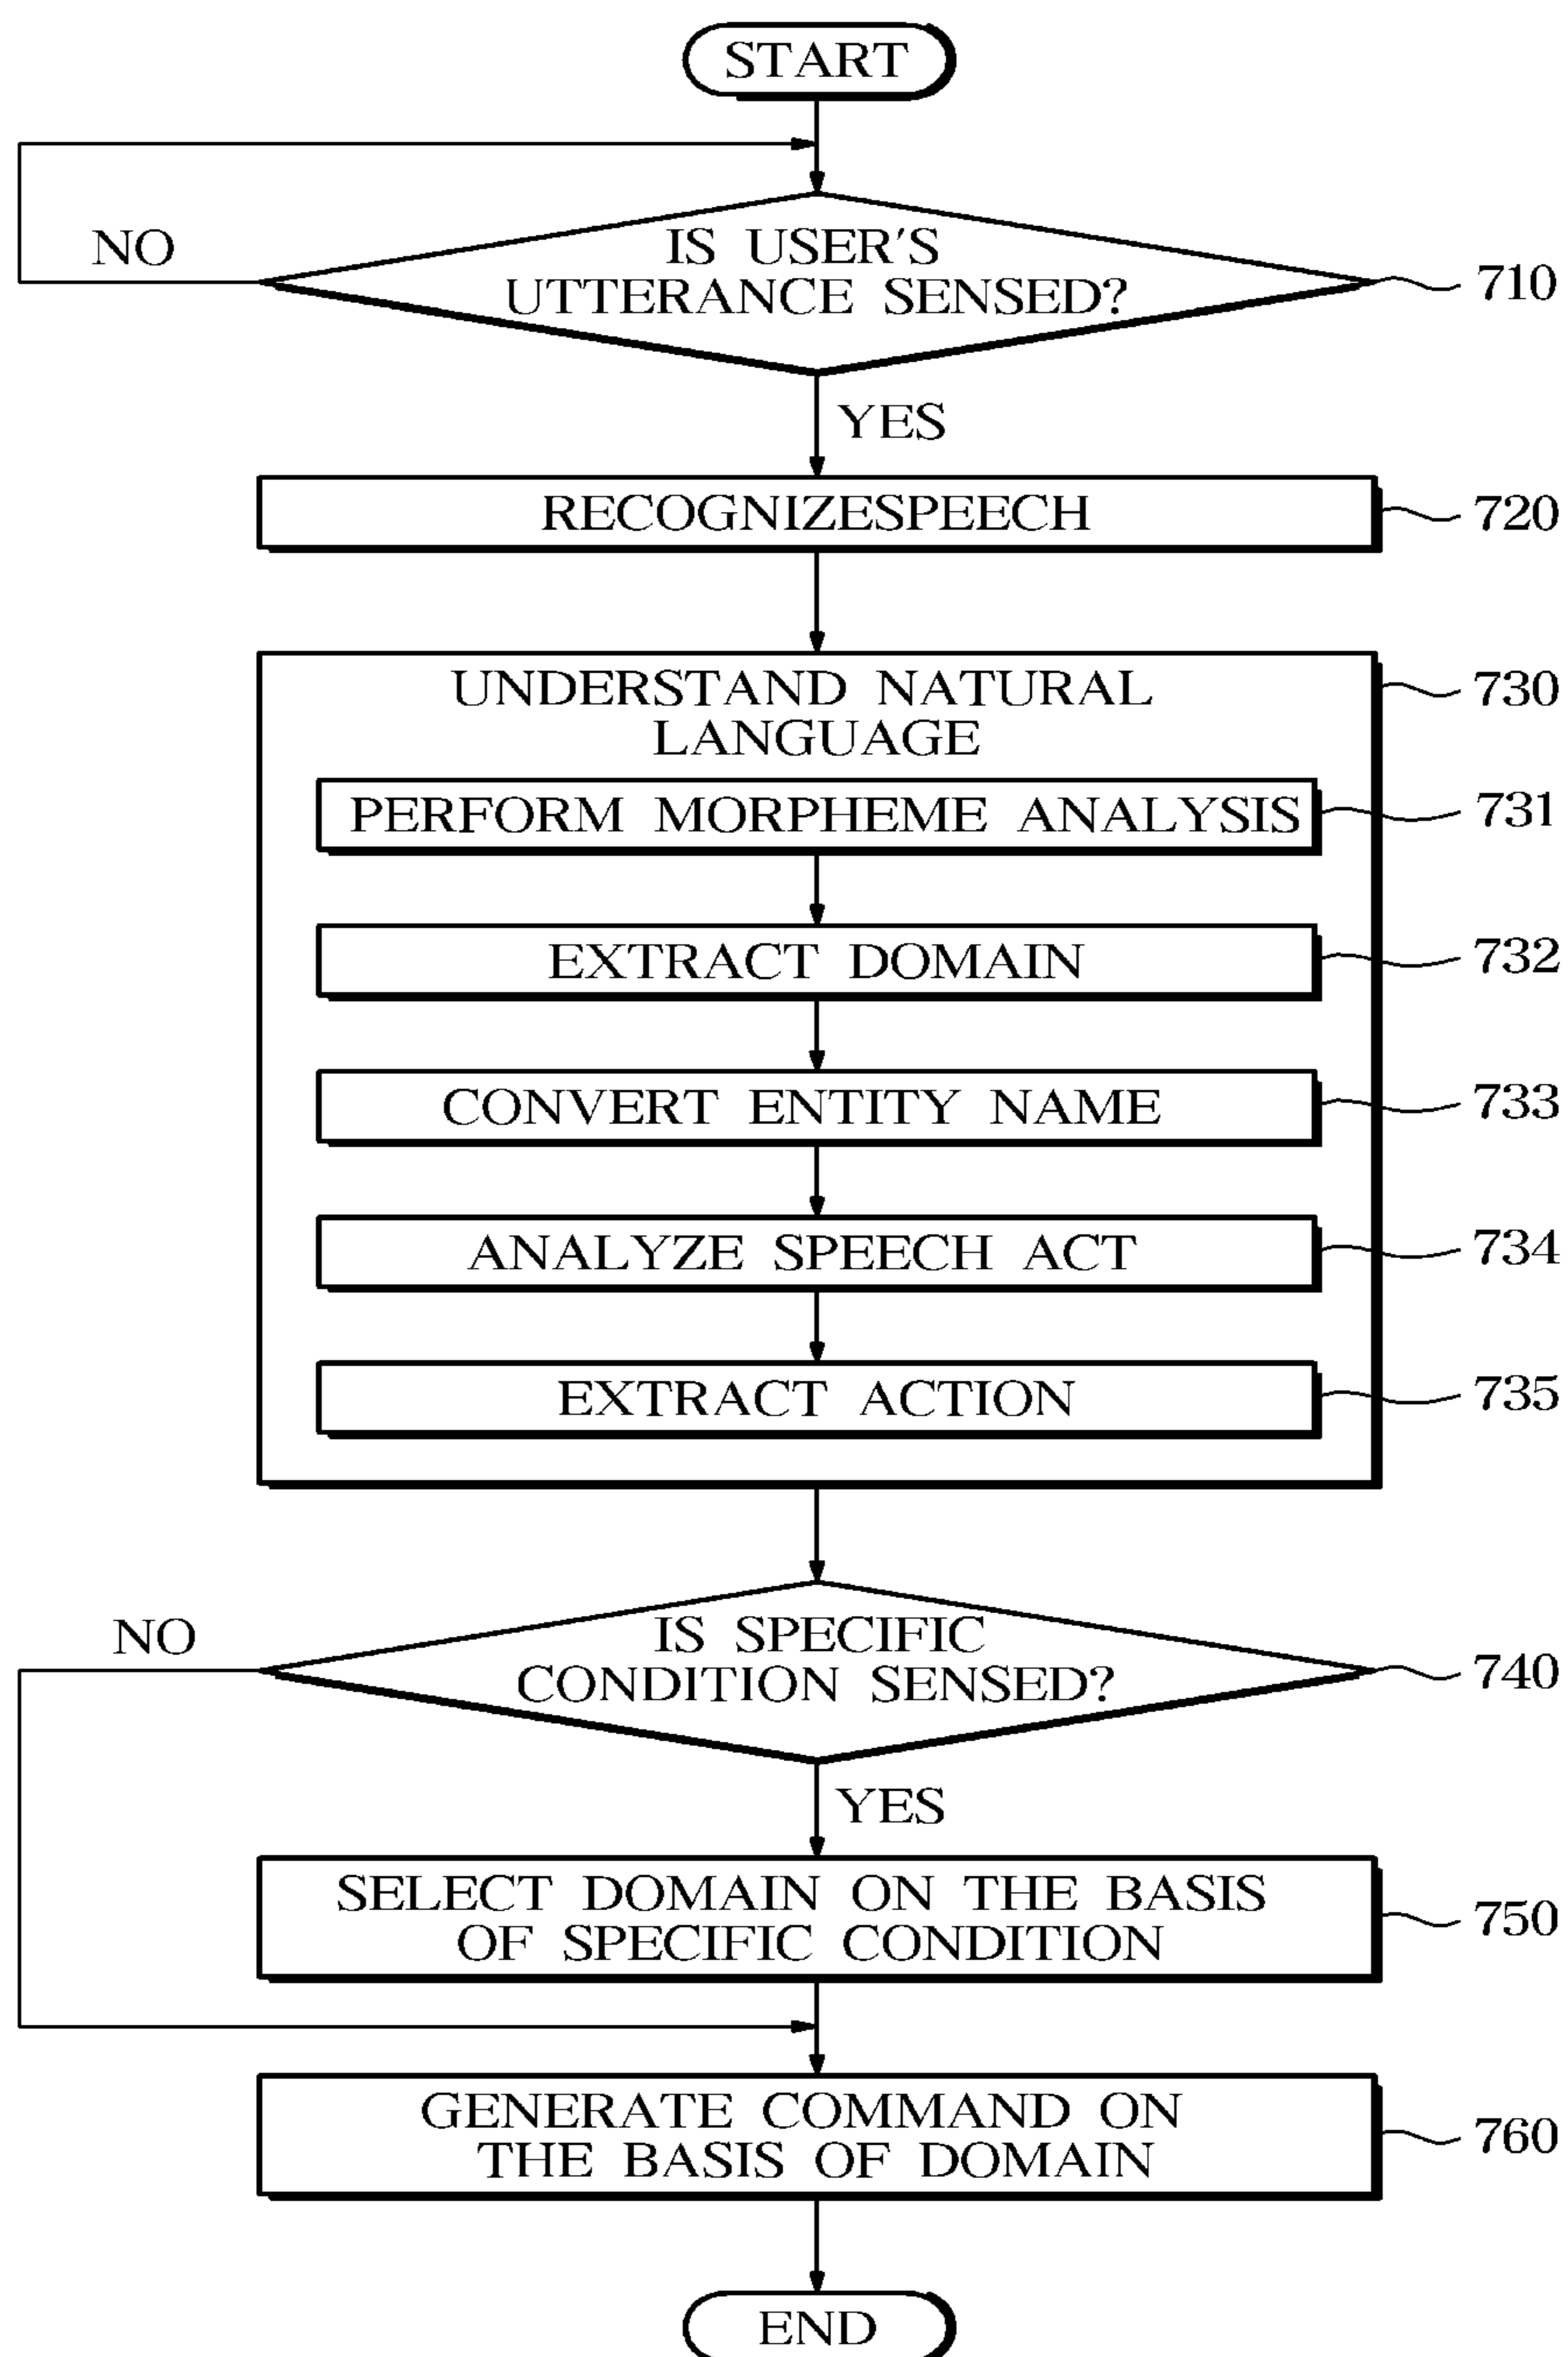 START
NO
IS USER'S
UTTERANCE SENSED?
710
YES
RECOGNIZESPEECH
720
UNDERSTAND NATURAL
LANGUAGE
730
PERFORM MORPHEME ANALYSIS
731
EXTRACT DOMAIN
732
CONVERT ENTITY NAME
733
ANALYZE SPEECH ACT
734
EXTRACT ACTION
735
NO
IS SPECIFIC
CONDITION SENSED?
740
YES
SELECT DOMAIN ON THE BASIS
OF SPECIFIC CONDITION
750
GENERATE COMMAND ON
THE BASIS OF DOMAIN
760
END